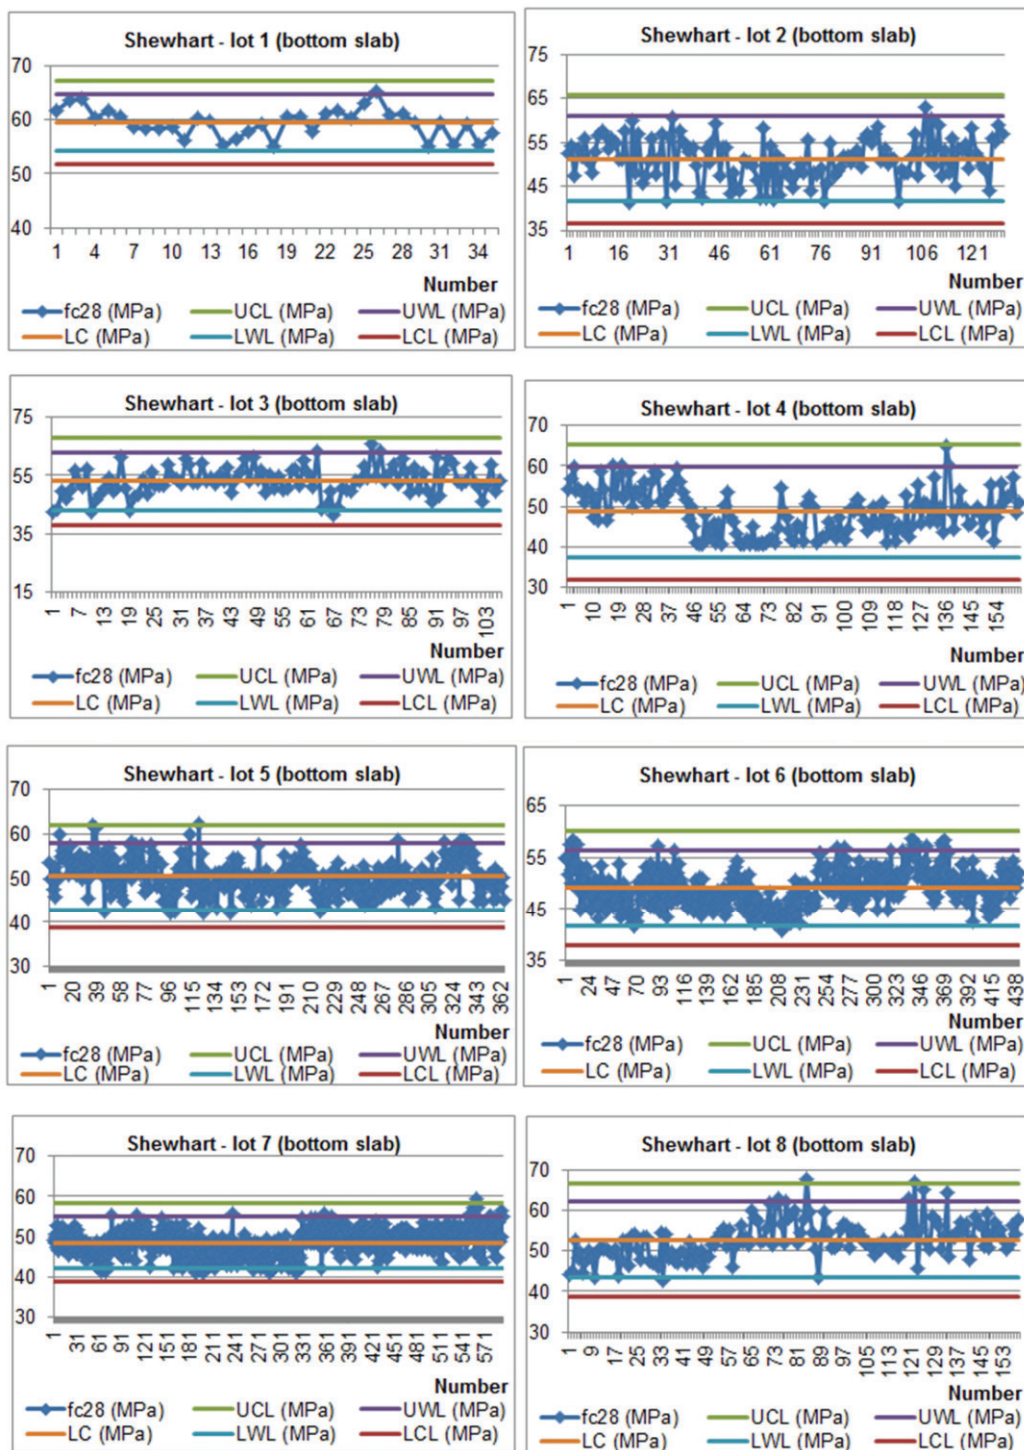 Shewhart - lot 1 (bottom slab)
70
60
50
40
1 4 7 10 13 16 19 22 25 28 31 34
Number
fc28 (MPa) UCL (MPa) UWL (MPa)
LC (MPa) LWL (MPa) LCL (MPa)
Shewhart - lot 2 (bottom slab)
75
65
55
45
35
1 16 31 46 61 76 91 106 121
Number
fc28 (MPa) UCL (MPa) UWL (MPa)
LC (MPa) LWL (MPa) LCL (MPa)
Shewhart - lot 3 (bottom slab)
75
55
35
15
1 7 13 19 25 31 37 43 49 55 61 67 73 79 85 91 97 103
Number
fc28 (MPa) UCL (MPa) UWL (MPa)
LC (MPa) LWL (MPa) LCL (MPa)
Shewhart - lot 4 (bottom slab)
70
60
50
40
30
1 10 19 28 37 46 55 64 73 82 91 100 109 118 127 136 145 154
Number
fc28 (MPa) UCL (MPa) UWL (MPa)
LC (MPa) LWL (MPa) LCL (MPa)
Shewhart - lot 5 (bottom slab)
70
60
50
40
30
1 20 39 58 77 96 115 134 153 172 191 210 229 248 267 286 305 324 343 362
Number
fc28 (MPa) UCL (MPa) UWL (MPa)
LC (MPa) LWL (MPa) LCL (MPa)
Shewhart - lot 6 (bottom slab)
65
55
45
35
1 24 47 70 93 116 139 162 185 208 231 254 277 300 323 346 369 392 415 438
Number
fc28 (MPa) UCL (MPa) UWL (MPa)
LC (MPa) LWL (MPa) LCL (MPa)
Shewhart - lot 7 (bottom slab)
70
60
50
40
30
1 31 61 91 121 151 181 211 241 271 301 331 361 391 421 451 481 511 541 571
Number
fc28 (MPa) UCL (MPa) UWL (MPa)
LC (MPa) LWL (MPa) LCL (MPa)
Shewhart - lot 8 (bottom slab)
70
60
50
40
30
1 9 17 25 33 41 49 57 65 73 81 89 97 105 113 121 129 137 145 153
Number
fc28 (MPa) UCL (MPa) UWL (MPa)
LC (MPa) LWL (MPa) LCL (MPa)